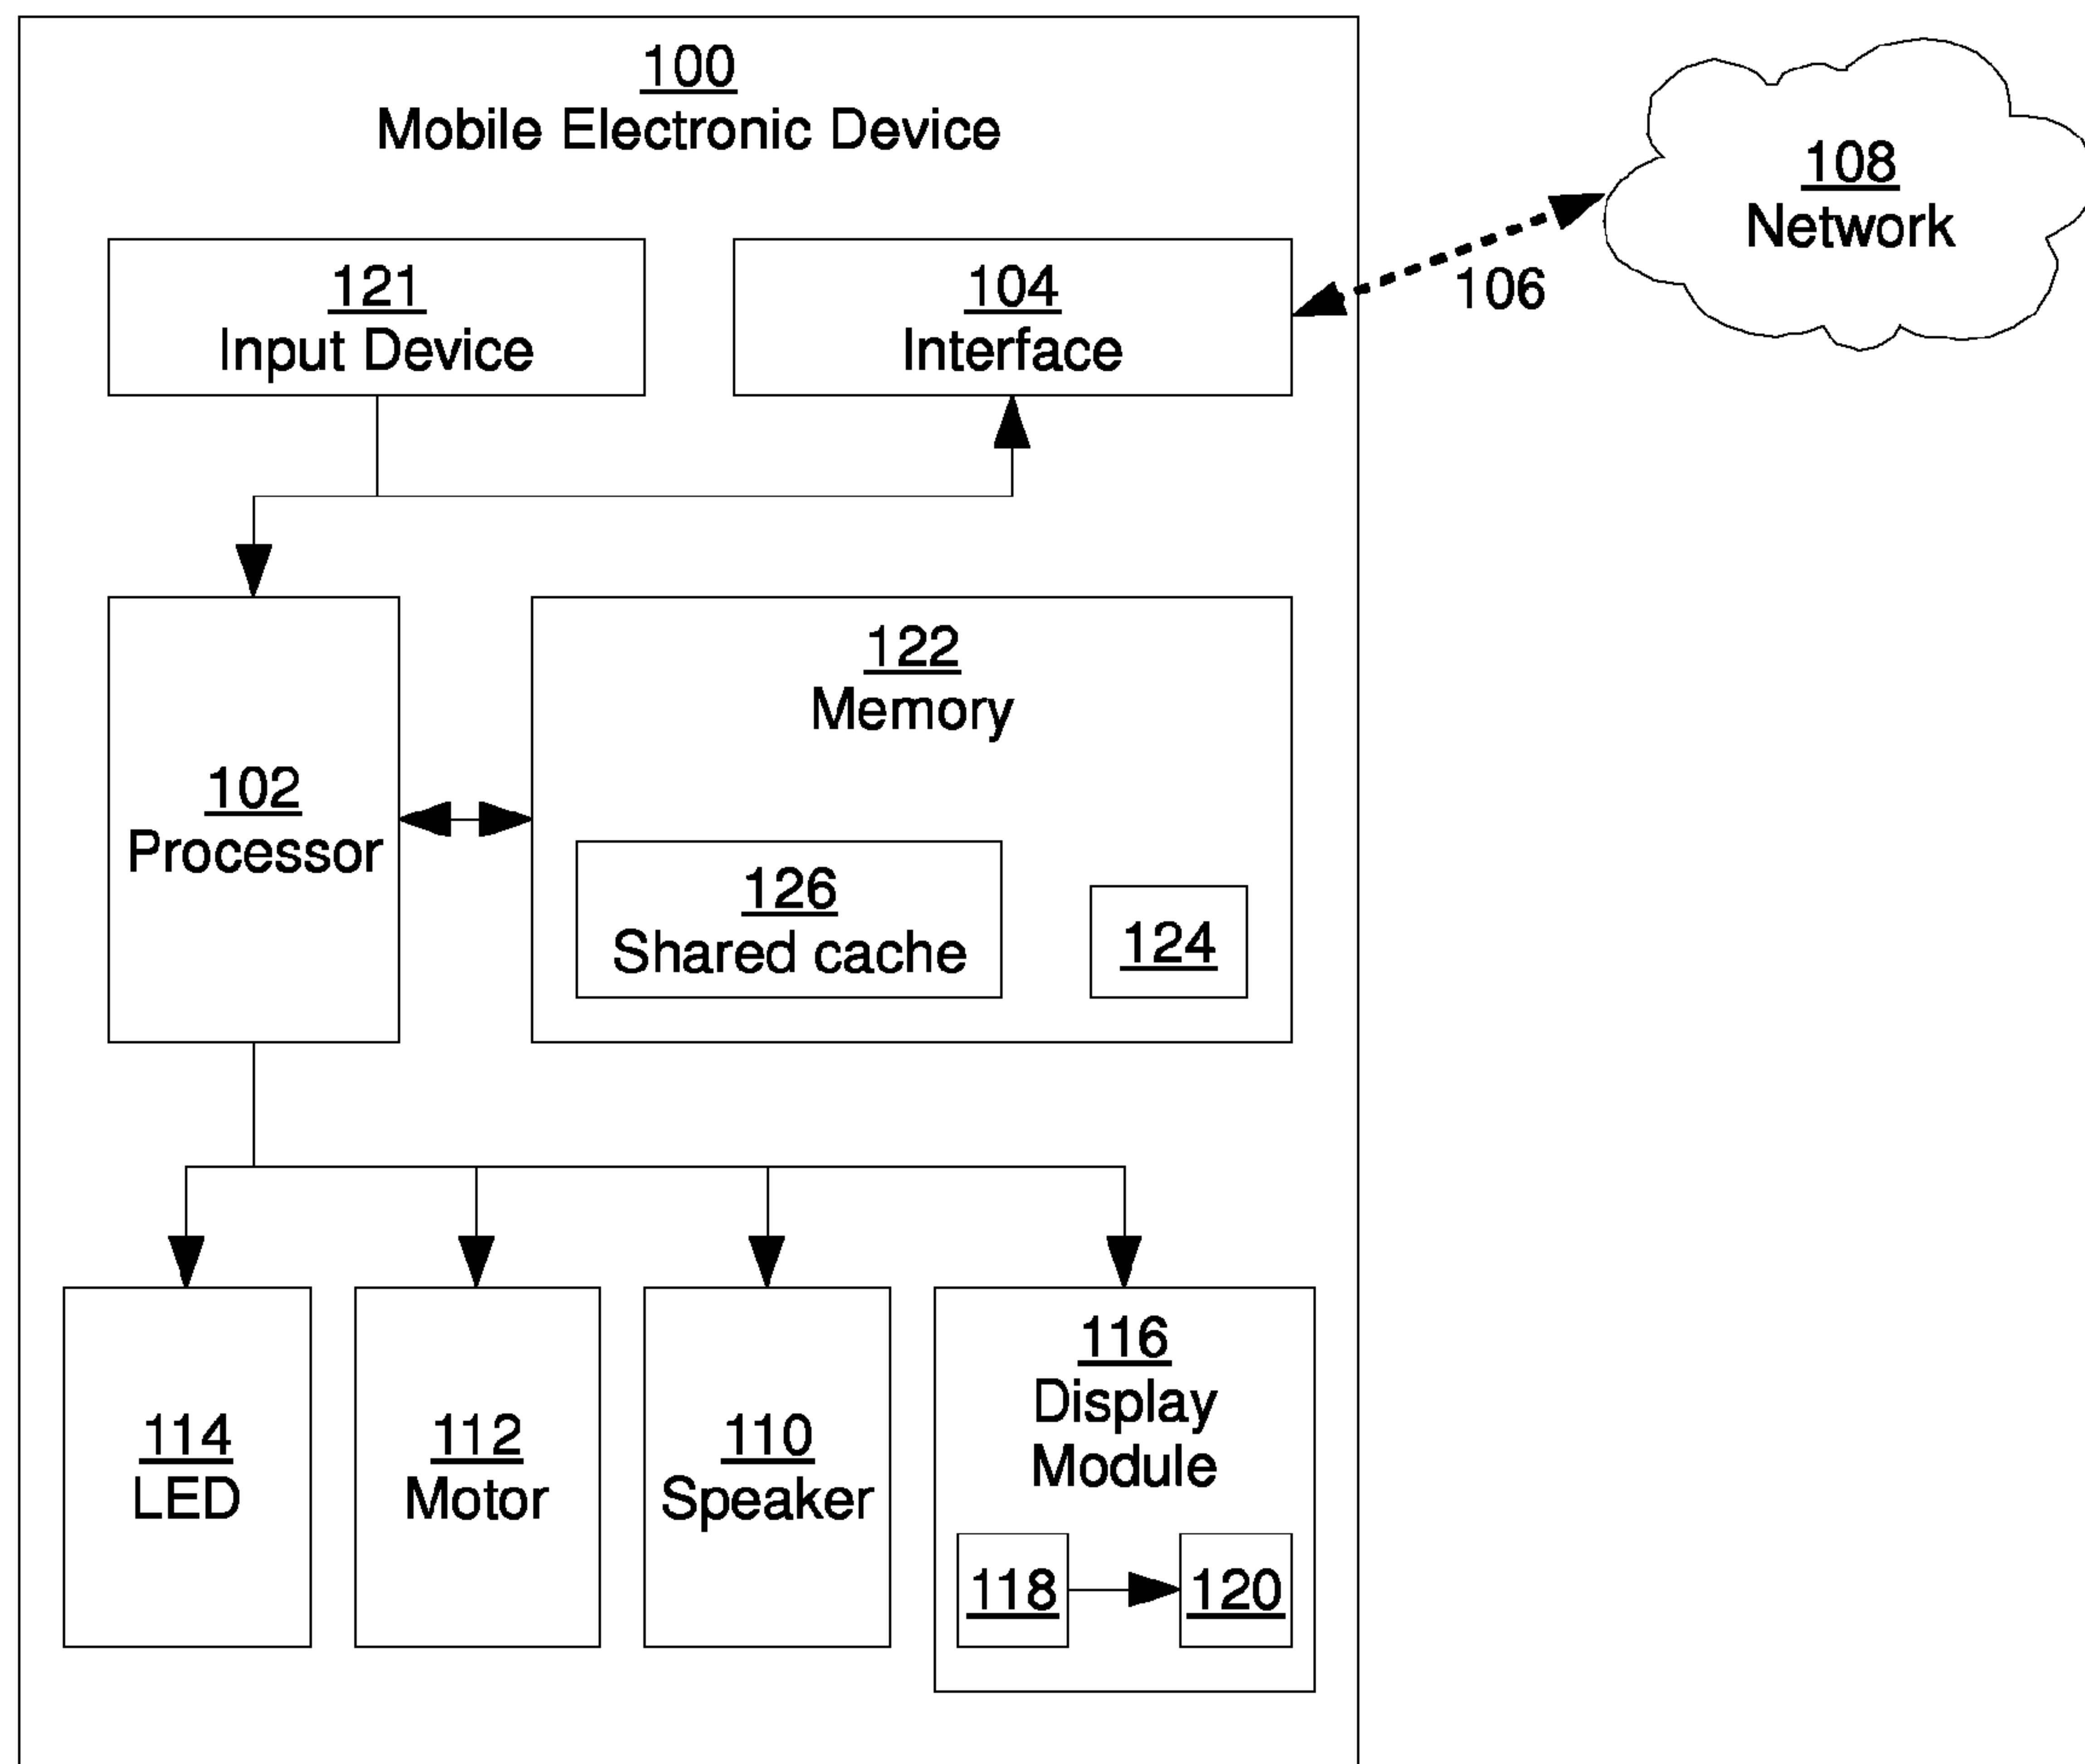 100
Mobile Electronic Device
108
Network
121
Input Device
104
Interface
106
122
Memory
102
Processor
126
Shared cache
124
114
LED
112
Motor
110
Speaker
116
Display
Module
118
120